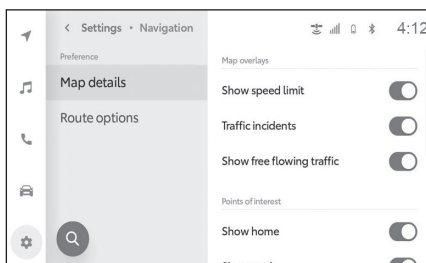 < Settings • Navigation
4:12
Preference
Map details
Route options
Map overlays
Show speed limit
Traffic incidents
Show free flowing traffic
Points of interest
Show home